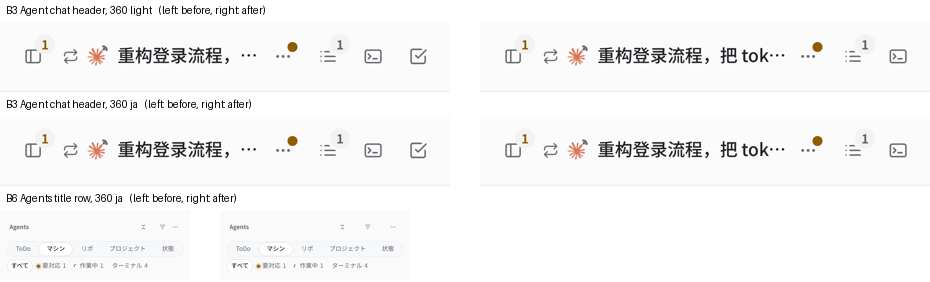 B3 Agent chat header, 360 light (left before, right after)
1 重构登录流程，… 1 1 重构登录流程，把 tok… 1
B3 Agent chat header, 360 ja (left before, right after)
1 重构登录流程，… 1 1 重构登录流程，把 tok… 1
B6 Agents title row, 360 ja (left before, right after)
Agents Agents
ToDo マシン リポ プロジェクト 状態 ToDo マシン リポ プロジェクト 状態
すべて 要対応 1 作業中 1 ターミナル 4 すべて 要対応 1 作業中 1 ターミナル 4